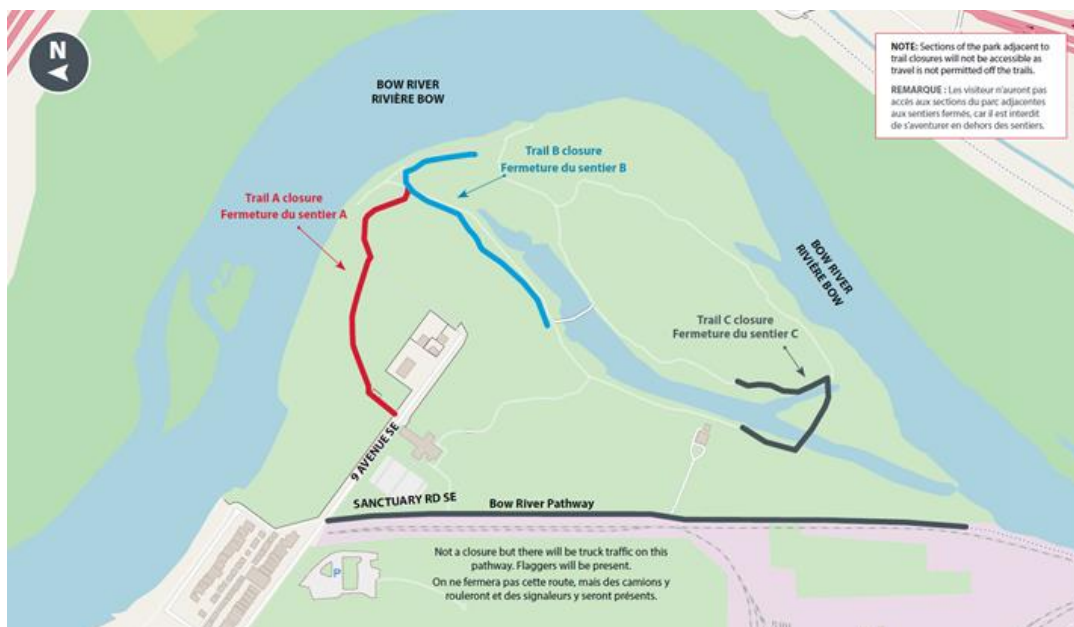 N
NOTE: Sections of the park adjacent to
trail closures will not be accessible as
travel is not permitted off the trails.
REMARQUE : Les visiteur n'auront pas
accès aux sections du parc adjacentes
aux sentiers fermés, car il est interdit
de s'aventurer en dehors des sentiers.
BOW RIVER
RIVIÈRE BOW
Trail B closure
Fermeture du sentier B
Trail A closure
Fermeture du sentier A
BOW RIVER
RIVIÈRE BOW
Trail C closure
Fermeture du sentier C
9 AVENUE SE
SANCTUARY RD SE
Bow River Pathway
Not a closure but there will be truck traffic on this
pathway. Flaggers will be present.
On ne fermera pas cette route, mais des camions y
rouleront et des signaleurs y seront présents.
P